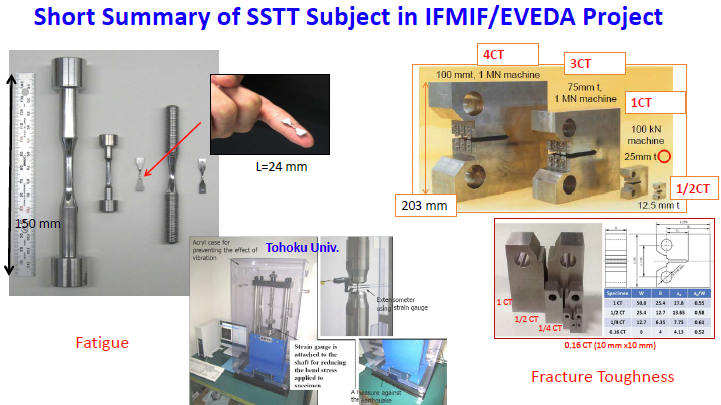 Short Summary of SSTT Subject in IFMIF/EVEDA Project
150 mm
L=24 mm
Fatigue
Acryl case for
preventing the effect of
vibration
Tohoku Univ.
Extensometer
using strain gauge
Strain gauge is
attached to the
shaft for reducing
the bend stress
applied to
specimen
A measure against
the earthquake
4CT
100 mmt, 1 MN machine
3CT
75mm t,
1 MN machine
1CT
100 kN
machine
25mm t
1/2CT
12.5 mm t
203 mm
1 CT
1/2 CT
1/4 CT
0.16 CT (10 mm x10 mm)
Specimen W B a₀ a₀/W
1 CT 50.8 25.4 27.8 0.55
1/2 CT 25.4 12.7 13.65 0.58
1/4 CT 12.7 6.35 7.75 0.61
0.16 CT 8 4 4.13 0.52
Fracture Toughness